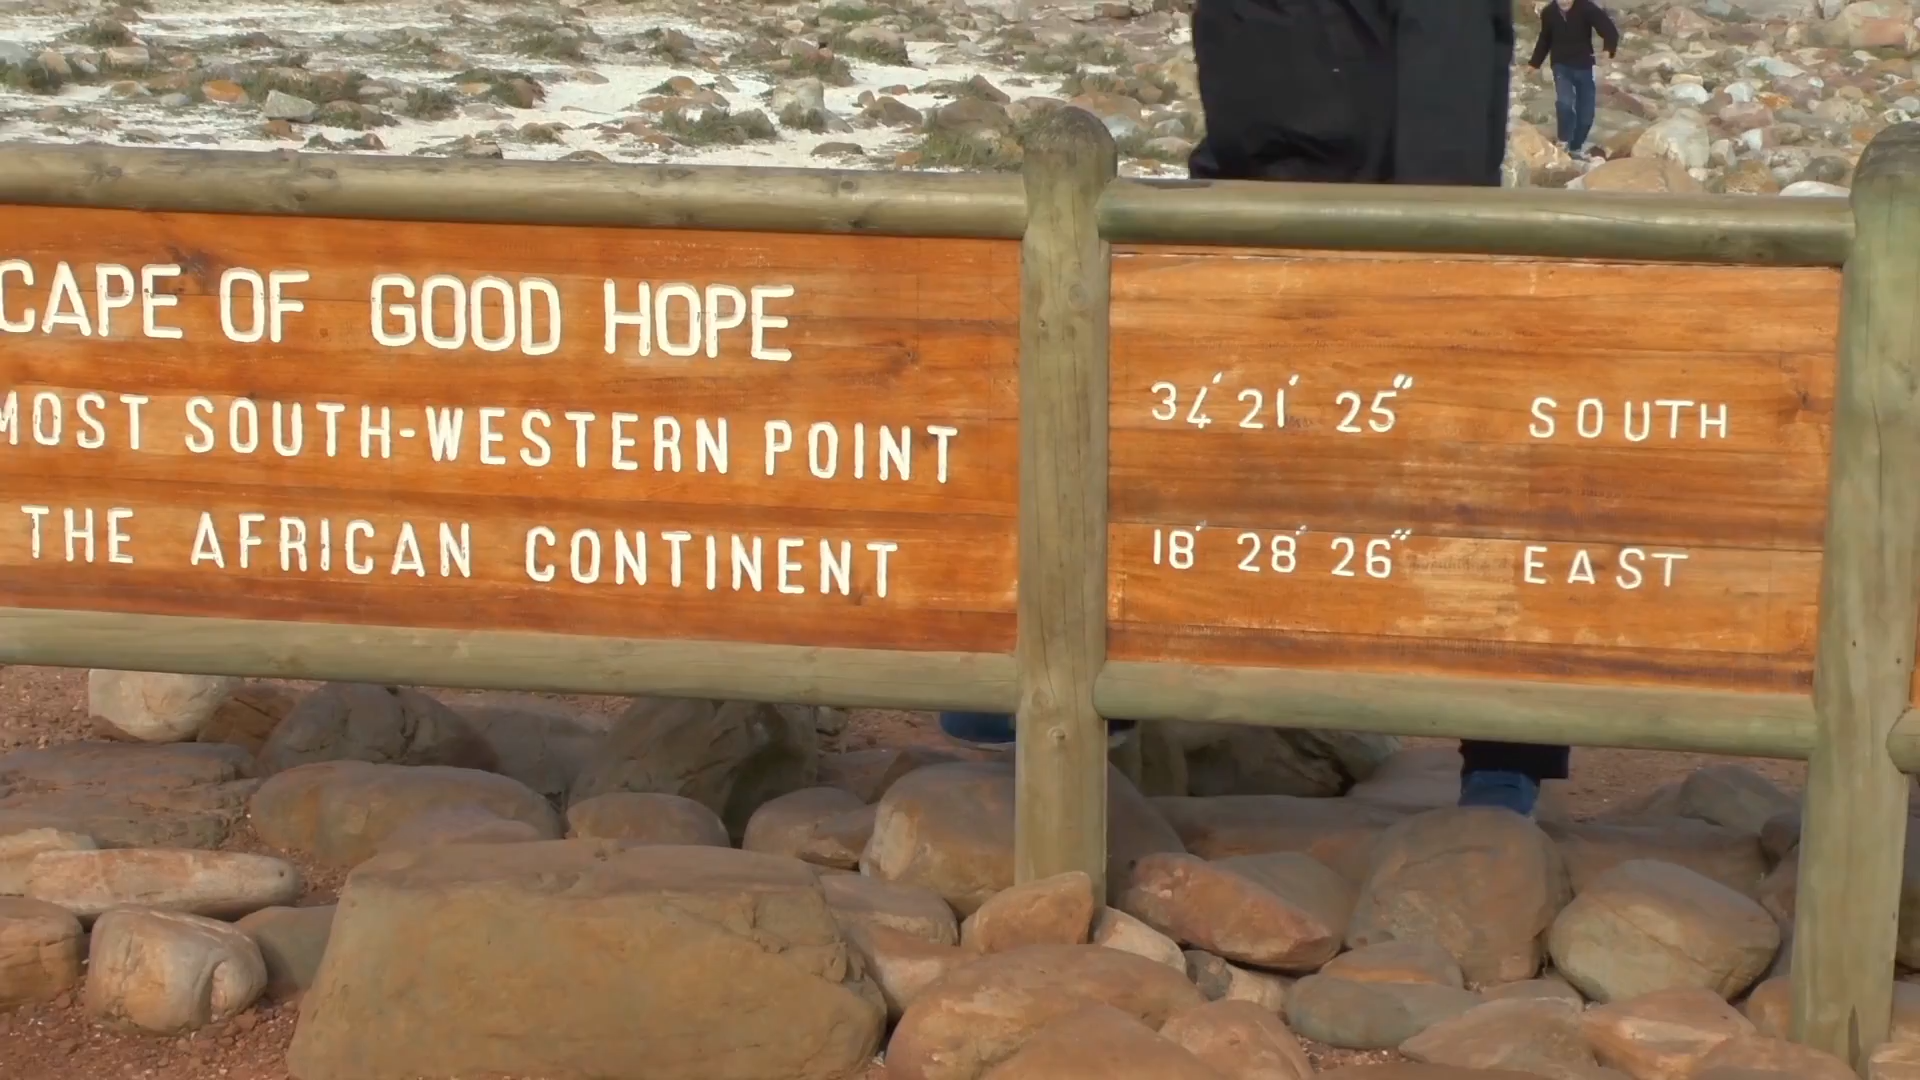 CAPE OF GOOD HOPE
MOST SOUTH-WESTERN POINT
THE AFRICAN CONTINENT
34′ 21′ 25″ SOUTH
18′ 28′ 26″ EAST